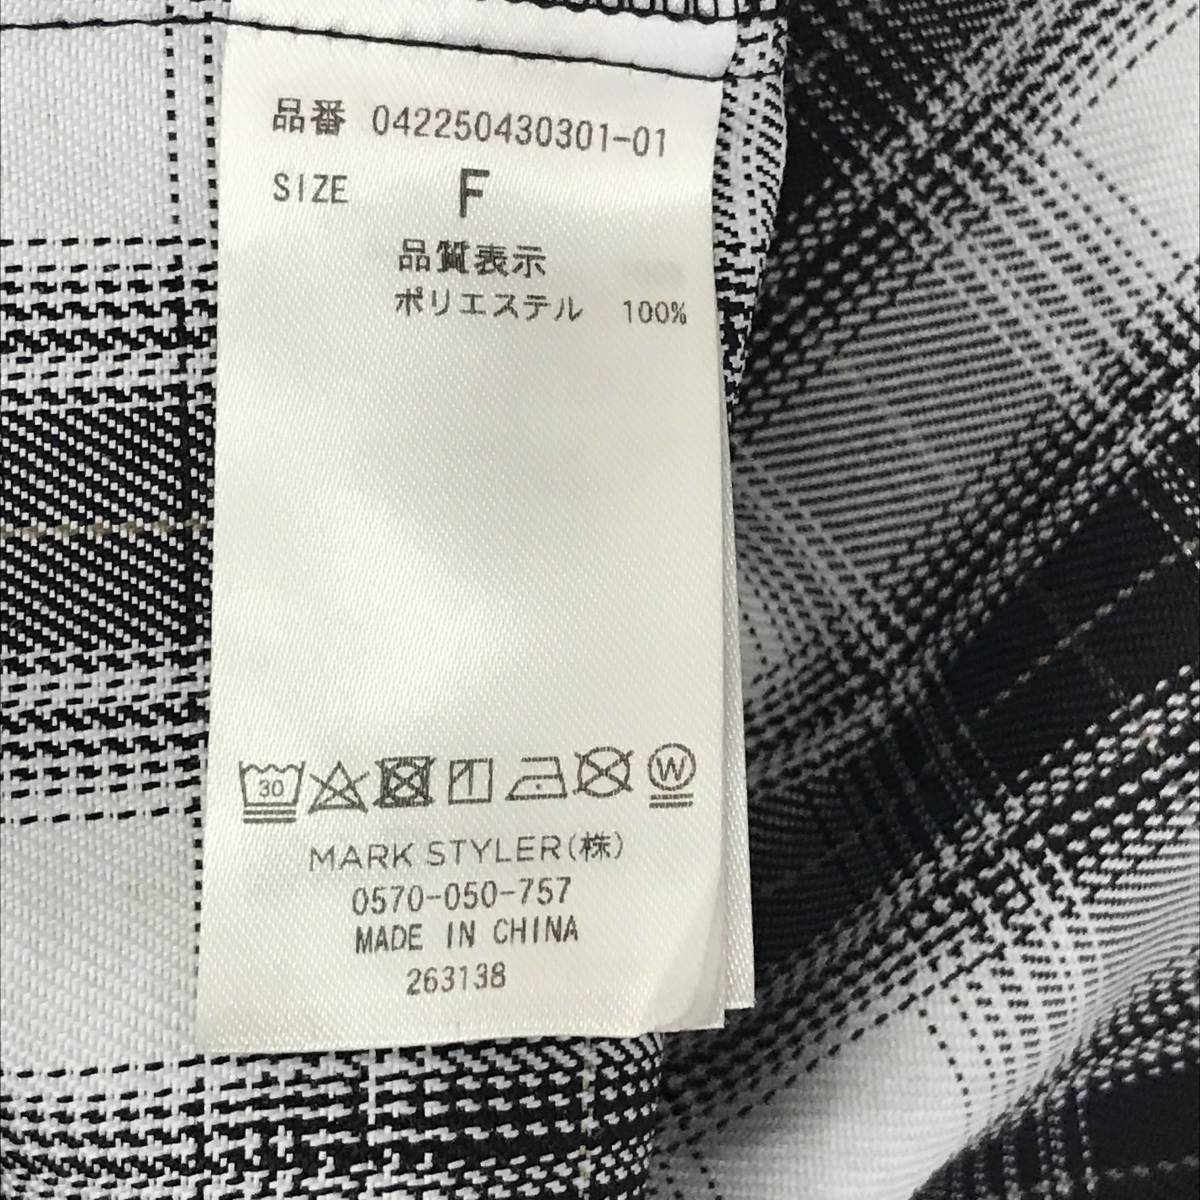 品番 042250430301-01
SIZE F
品質表示
ポリエステル 100%
30 W
MARK STYLER(株)
0570-050-757
MADE IN CHINA
263138